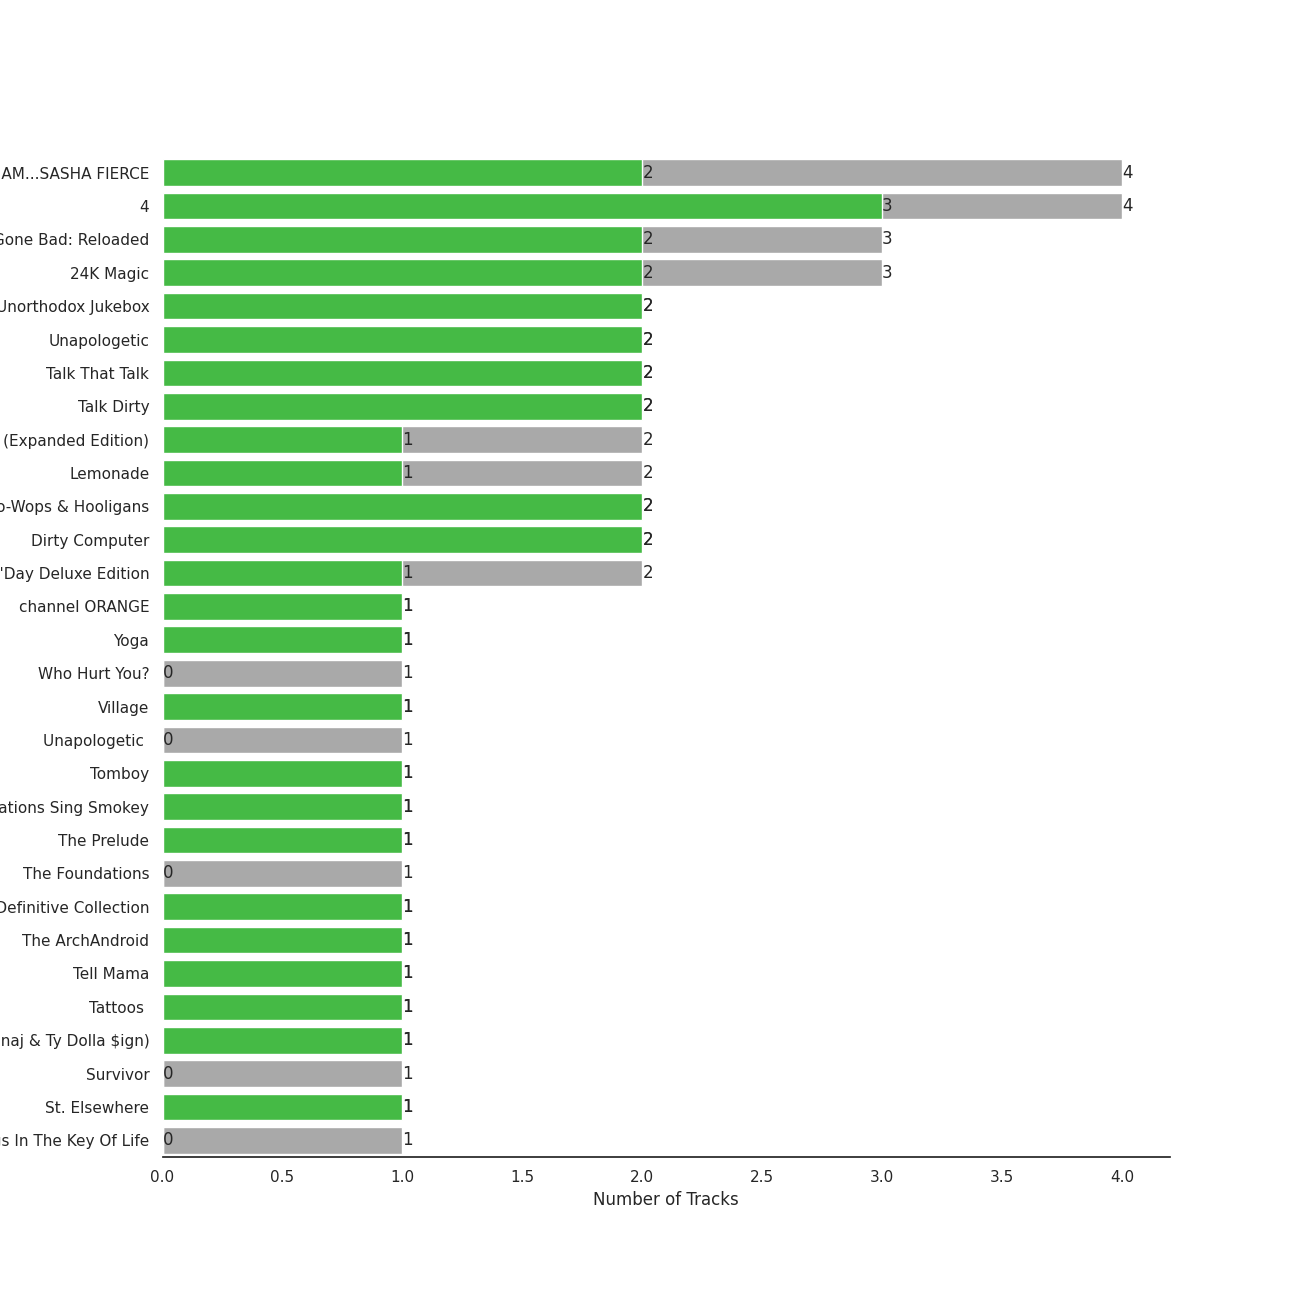 AM...SASHA FIERCE 2 4
4 3 4
Gone Bad: Reloaded 2 3
24K Magic 2 3
Unorthodox Jukebox 2
Unapologetic 2
Talk That Talk 2
Talk Dirty 2
(Expanded Edition) 1 2
Lemonade 1 2
o-Wops & Hooligans 2
Dirty Computer 2
'Day Deluxe Edition 1 2
channel ORANGE 1
Yoga 1
Who Hurt You? 0 1
Village 1
Unapologetic 0 1
Tomboy 1
ations Sing Smokey 1
The Prelude 1
The Foundations 0 1
Definitive Collection 1
The ArchAndroid 1
Tell Mama 1
Tattoos 1
naj & Ty Dolla $ign) 1
Survivor 0 1
St. Elsewhere 1
s In The Key Of Life 0 1
0.0 0.5 1.0 1.5 2.0 2.5 3.0 3.5 4.0
Number of Tracks